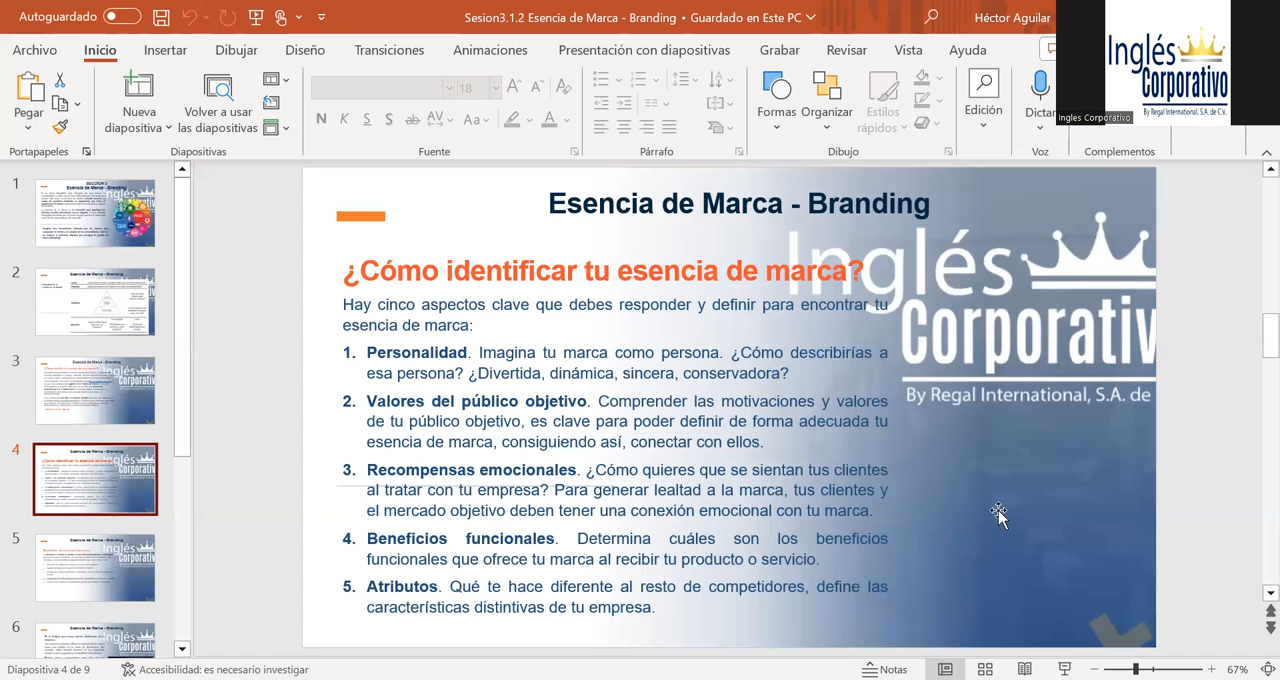 Autoguardado
Sesion3.1.2 Esencia de Marca - Branding • Guardado en Este PC
Héctor Aguilar
Archivo Inicio Insertar Dibujar Diseño Transiciones Animaciones Presentación con diapositivas Grabar Revisar Vista Ayuda
Pegar
Nueva
diapositiva
Volver a usar
las diapositivas
18
N K S S ab AV Aa A
Formas
Organizar
Estilos
rápidos
Edición
Dictar
Portapapeles Diapositivas Fuente Párrafo Dibujo Voz Complementos
Inglés
Corporativo
By Regal International, S.A. de C.V.
Ingles Corporativo
1
2
3
4
5
6
Esencia de Marca - Branding
¿Cómo identificar tu esencia de marca?
Hay cinco aspectos clave que debes responder y definir para encontrar tu
esencia de marca:
1. Personalidad. Imagina tu marca como persona. ¿Cómo describirías a
esa persona? ¿Divertida, dinámica, sincera, conservadora?
2. Valores del público objetivo. Comprender las motivaciones y valores
de tu público objetivo, es clave para poder definir de forma adecuada tu
esencia de marca, consiguiendo así, conectar con ellos.
3. Recompensas emocionales. ¿Cómo quieres que se sientan tus clientes
al tratar con tu empresa? Para generar lealtad a la marca, tus clientes y
el mercado objetivo deben tener una conexión emocional con tu marca.
4. Beneficios funcionales. Determina cuáles son los beneficios
funcionales que ofrece tu marca al recibir tu producto o servicio.
5. Atributos. Qué te hace diferente al resto de competidores, define las
características distintivas de tu empresa.
Inglés
Corporativ
By Regal International, S.A. de
Diapositiva 4 de 9
Accesibilidad: es necesario investigar
Notas
67%